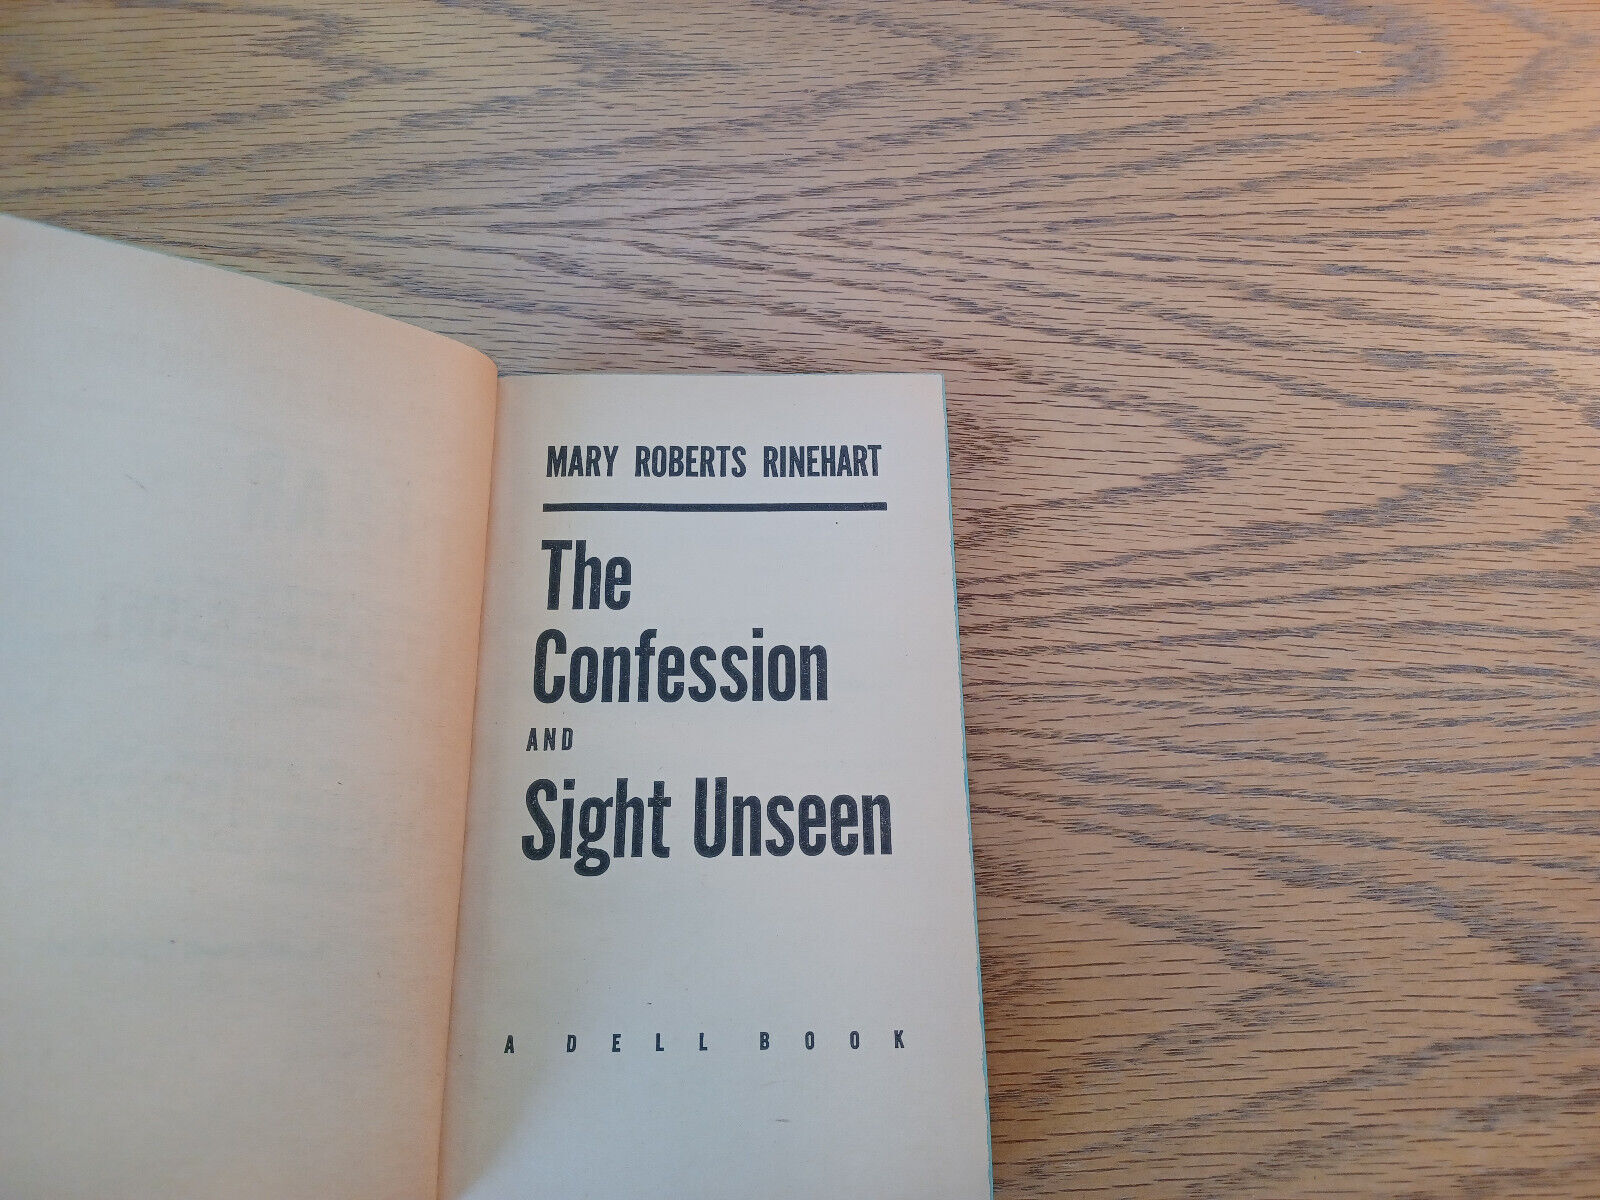 MARY ROBERTS RINEHART
The
Confession
AND
Sight Unseen
A DELL BOOK